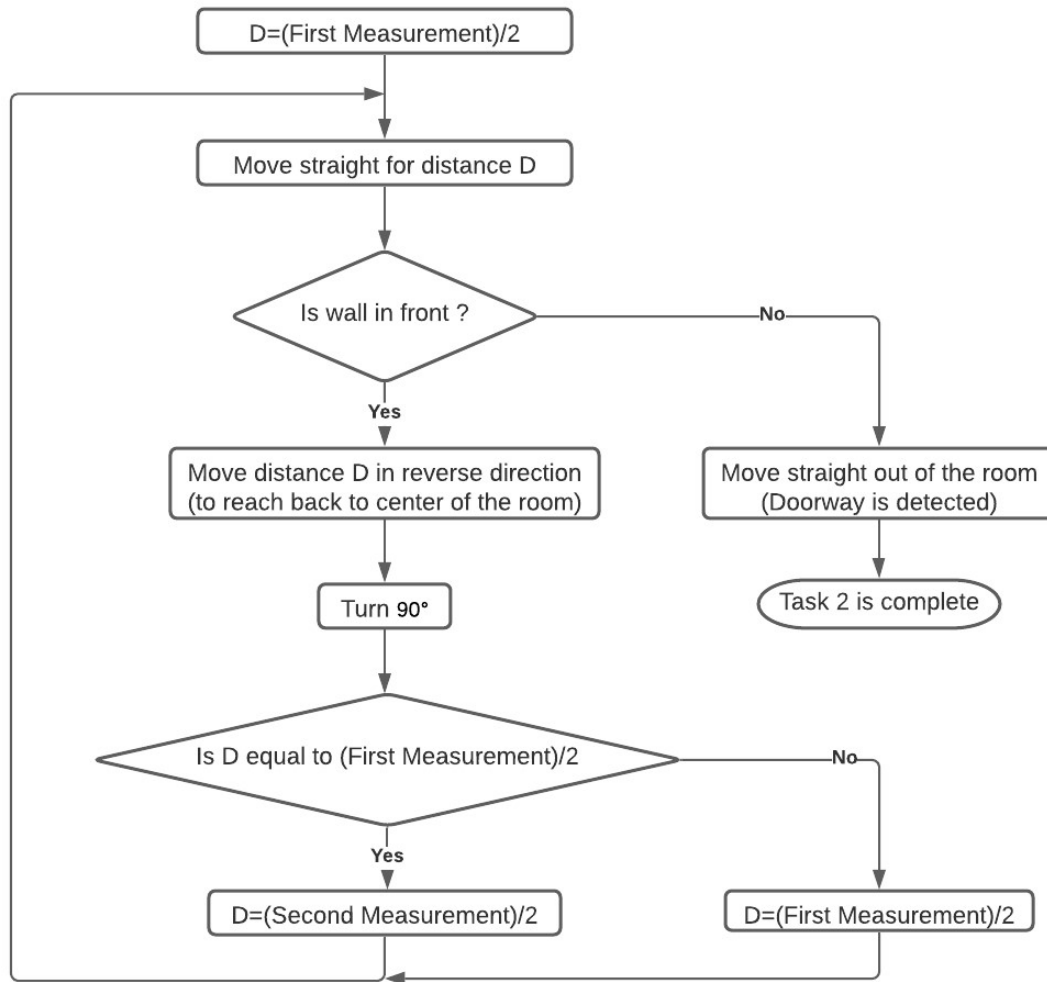 D=(First Measurement)/2
Move straight for distance D
Is wall in front ?
No
Yes
Move distance D in reverse direction
(to reach back to center of the room)
Move straight out of the room
(Doorway is detected)
Turn 90°
Task 2 is complete
Is D equal to (First Measurement)/2
No
Yes
D=(Second Measurement)/2
D=(First Measurement)/2